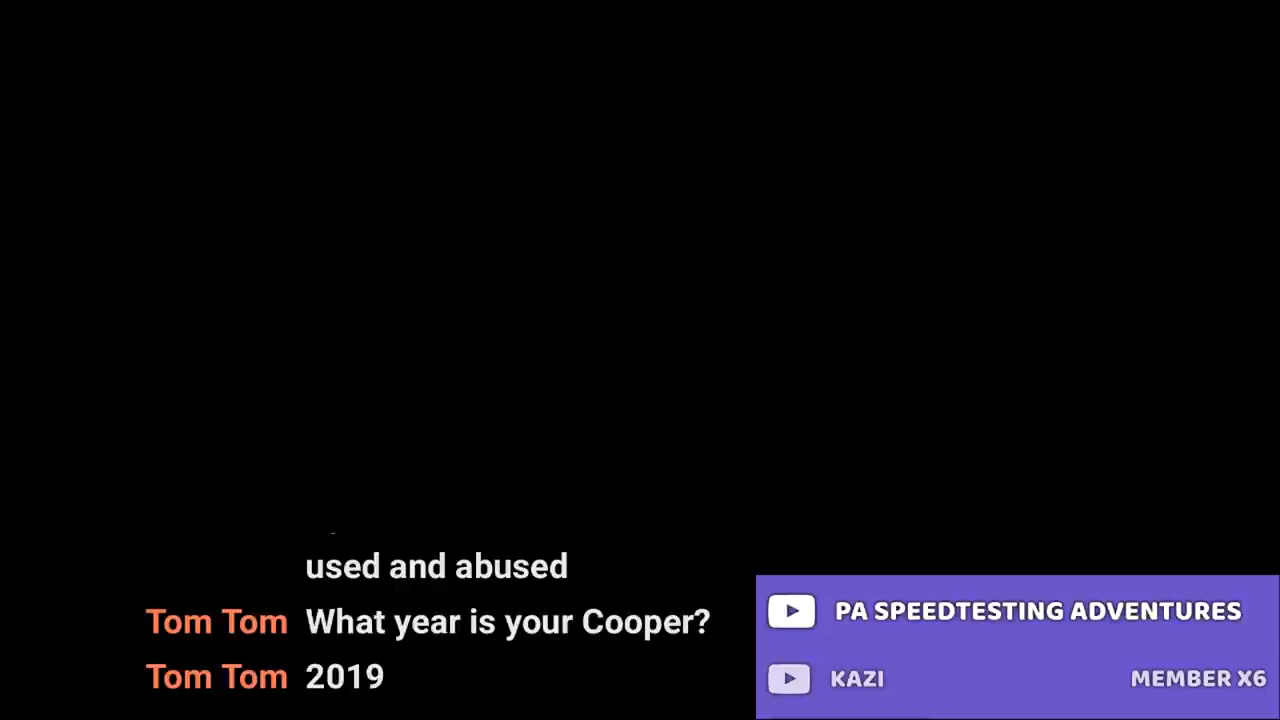 used and abused
Tom Tom What year is your Cooper?
Tom Tom 2019
PA SPEEDTESTING ADVENTURES
KAZI MEMBER X6